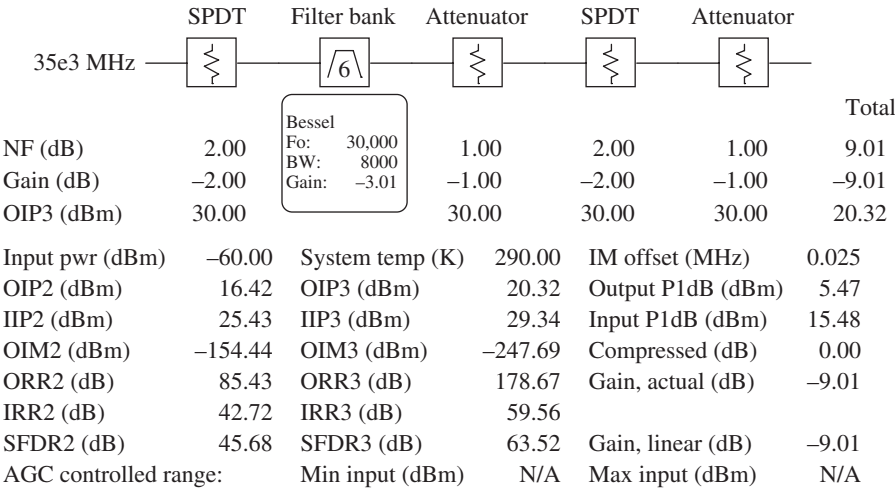 SPDT Filter bank Attenuator SPDT Attenuator
35e3 MHz
6
Total
Bessel
Fo: 30,000
BW: 8000
Gain: –3.01
NF (dB) 2.00 1.00 2.00 1.00 9.01
Gain (dB) –2.00 –1.00 –2.00 –1.00 –9.01
OIP3 (dBm) 30.00 30.00 30.00 30.00 20.32
Input pwr (dBm) –60.00 System temp (K) 290.00 IM offset (MHz) 0.025
OIP2 (dBm) 16.42 OIP3 (dBm) 20.32 Output P1dB (dBm) 5.47
IIP2 (dBm) 25.43 IIP3 (dBm) 29.34 Input P1dB (dBm) 15.48
OIM2 (dBm) –154.44 OIM3 (dBm) –247.69 Compressed (dB) 0.00
ORR2 (dB) 85.43 ORR3 (dB) 178.67 Gain, actual (dB) –9.01
IRR2 (dB) 42.72 IRR3 (dB) 59.56
SFDR2 (dB) 45.68 SFDR3 (dB) 63.52 Gain, linear (dB) –9.01
AGC controlled range: Min input (dBm) N/A Max input (dBm) N/A